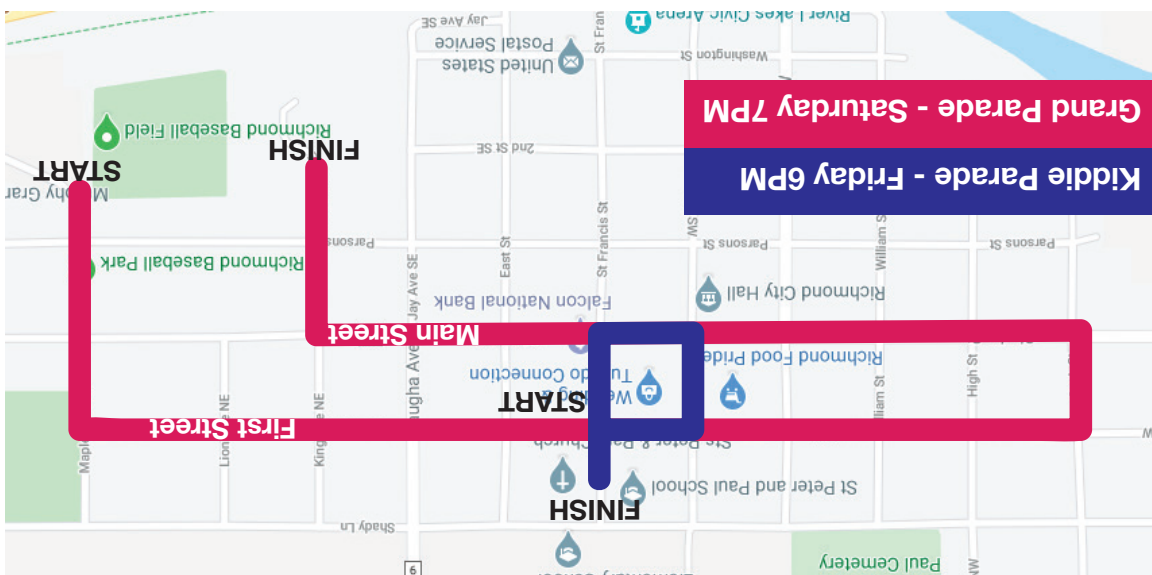 Paul Cemetery
6
NW
Shady Ln
St Peter and Paul School
FINISH
First Street
START
High St
Richmond Food Pride
Connection
Main Street
Richmond City Hall
Falcon National Bank
Jay Ave SE
Richmond Baseball Park
Parsons St
William St
Parsons St
SW
St Francis St
East St
Parsons
Kiddie Parade - Friday 6PM
Grand Parade - Saturday 7PM
START
FINISH
2nd St SE
Richmond Baseball Field
Washington St
United States
Postal Service
River Lakes Civic Arena
Jay Ave SE